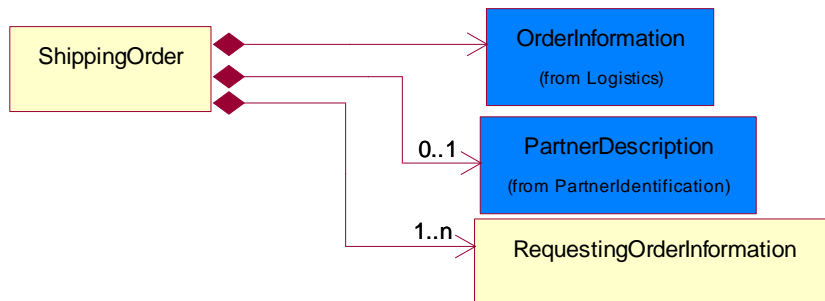 ShippingOrder
OrderInformation
(from Logistics)
0..1
PartnerDescription
(from PartnerIdentification)
1..n
RequestingOrderInformation